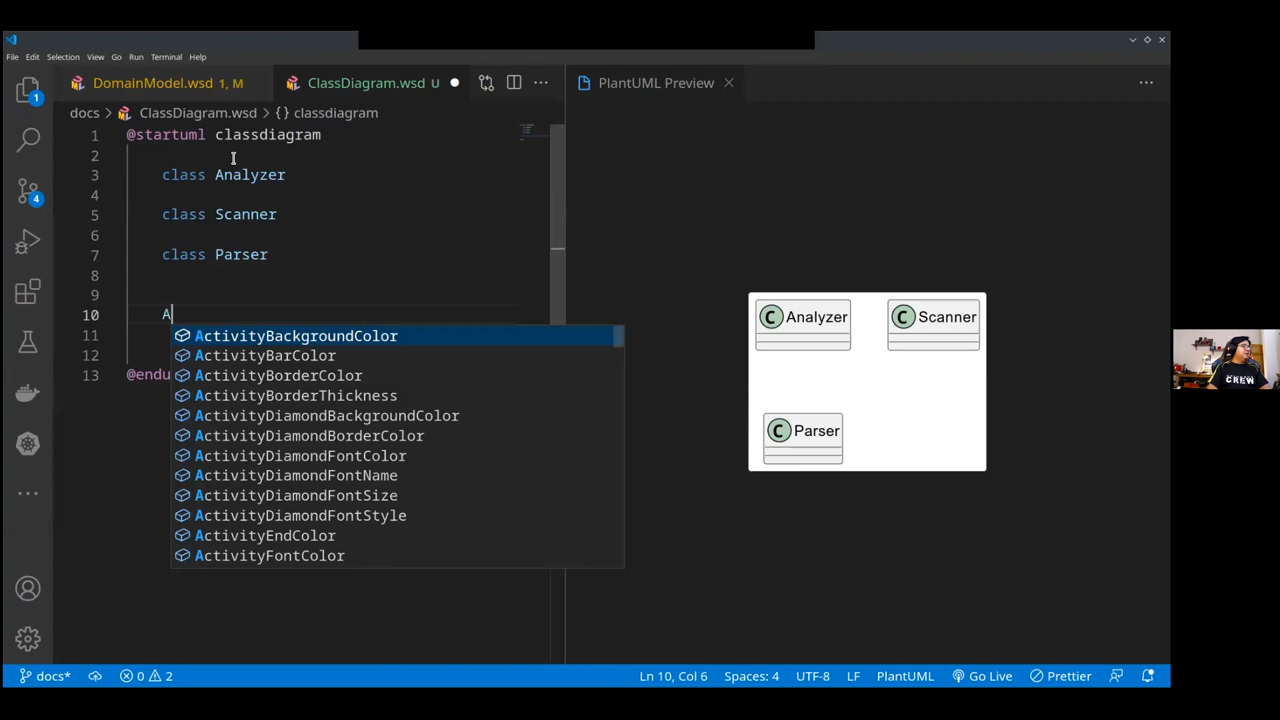 File Edit Selection View Go Run Terminal Help
DomainModel.wsd 1, M
ClassDiagram.wsd U
PlantUML Preview
docs > ClassDiagram.wsd > {} classdiagram
1 @startuml classdiagram
2
3 class Analyzer
4
5 class Scanner
6
7 class Parser
8
9
10 A
11
12
13 @endu
ActivityBackgroundColor
ActivityBarColor
ActivityBorderColor
ActivityBorderThickness
ActivityDiamondBackgroundColor
ActivityDiamondBorderColor
ActivityDiamondFontColor
ActivityDiamondFontName
ActivityDiamondFontSize
ActivityDiamondFontStyle
ActivityEndColor
ActivityFontColor
1
4
C Analyzer
C Scanner
C Parser
CREW
docs* 0 2 Ln 10, Col 6 Spaces: 4 UTF-8 LF PlantUML Go Live Prettier